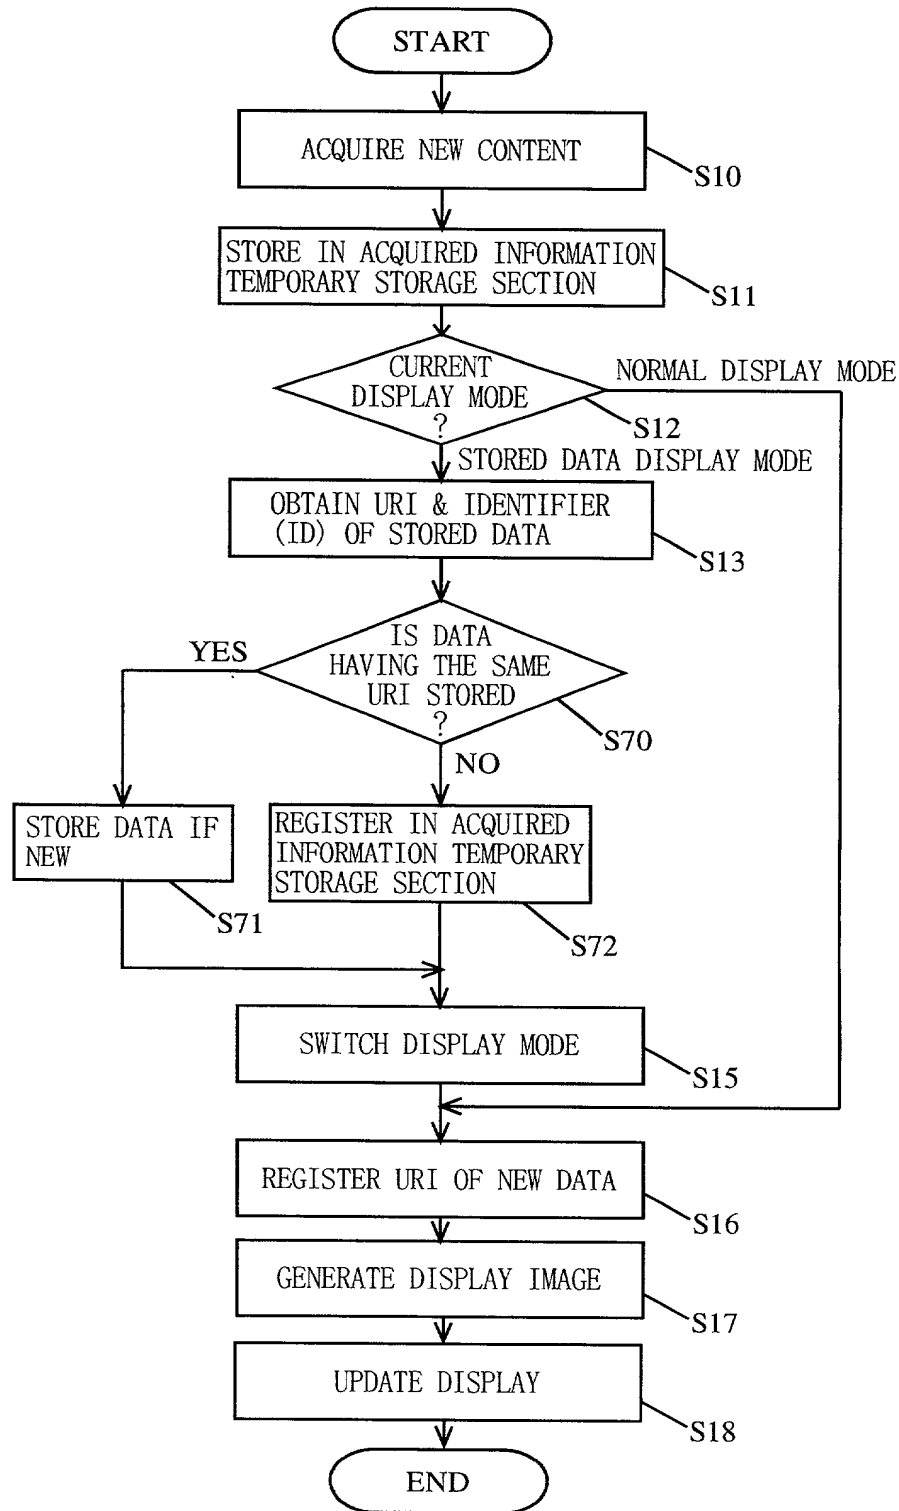 START
ACQUIRE NEW CONTENT
S10
STORE IN ACQUIRED INFORMATION
TEMPORARY STORAGE SECTION
S11
CURRENT
DISPLAY MODE
?
NORMAL DISPLAY MODE
S12
STORED DATA DISPLAY MODE
OBTAIN URI & IDENTIFIER
(ID) OF STORED DATA
S13
YES
IS DATA
HAVING THE SAME
URI STORED
?
S70
NO
STORE DATA IF
NEW
S71
REGISTER IN ACQUIRED
INFORMATION TEMPORARY
STORAGE SECTION
S72
SWITCH DISPLAY MODE
S15
REGISTER URI OF NEW DATA
S16
GENERATE DISPLAY IMAGE
S17
UPDATE DISPLAY
S18
END